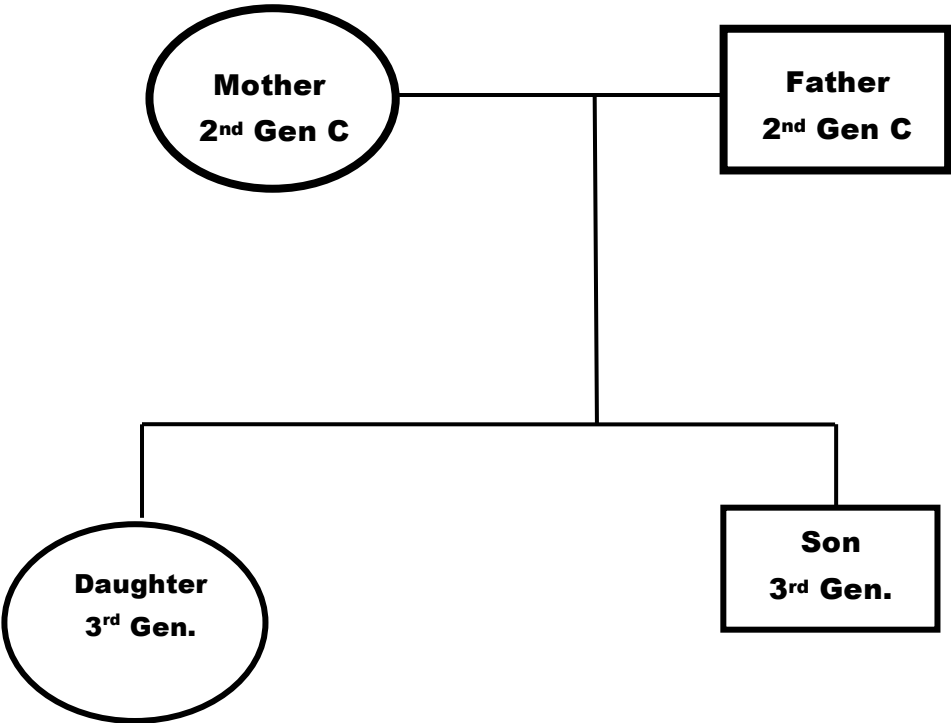 Mother
2nd Gen C
Father
2nd Gen C
Daughter
3rd Gen.
Son
3rd Gen.